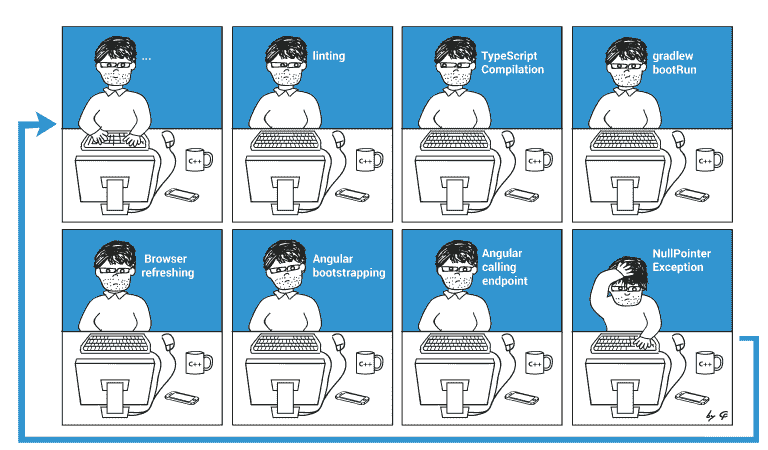 ...
C++
linting
C++
TypeScript
Compilation
C++
gradlew
bootRun
C++
Browser
refreshing
C++
Angular
bootstrapping
C++
Angular
calling
endpoint
C++
NullPointer
Exception
C++
by